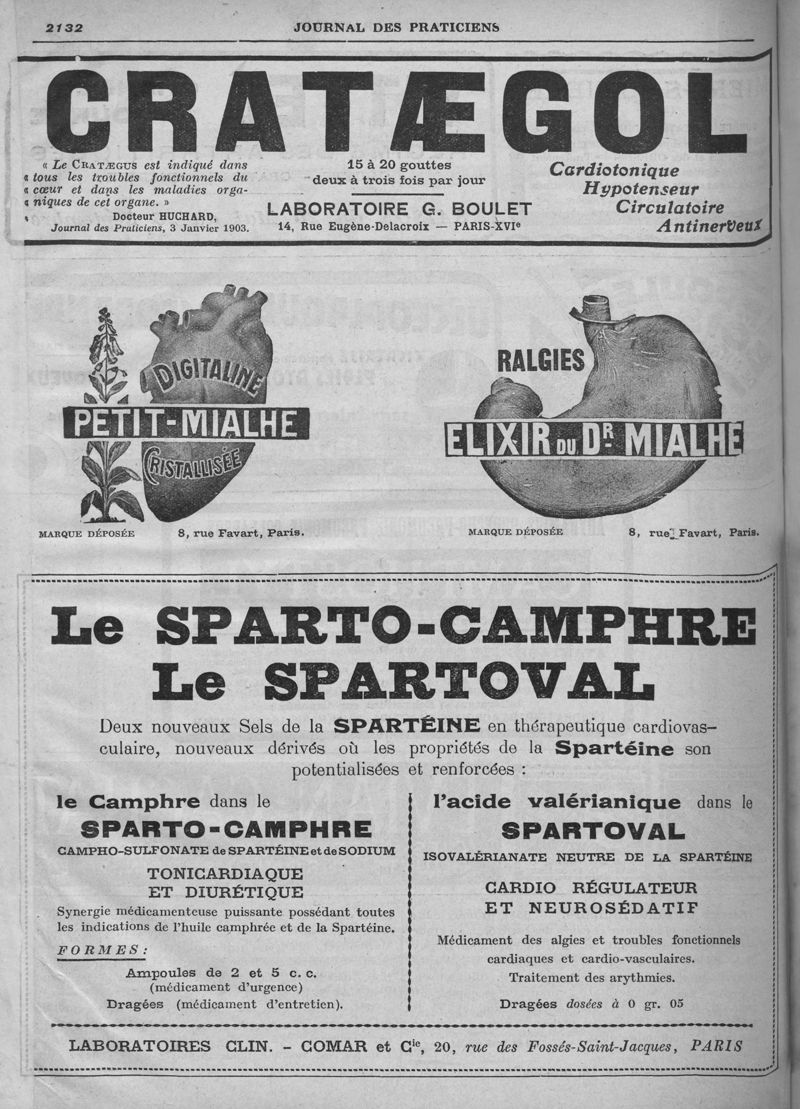 2132
JOURNAL DES PRATICIENS
CRATÆGOL
« Le CRATÆGUS est indiqué dans
« tous les troubles fonctionnels du
« cœur et dans les maladies orga-
« niques de cet organe. »
Docteur HUCHARD,
Journal des Praticiens, 3 Janvier 1903.
15 à 20 gouttes
deux à trois fois par jour
LABORATOIRE G. BOULET
14, Rue Eugène-Delacroix — PARIS-XVIe
Cardiotonique
Hypotenseur
Circulatoire
Antinerveux
DIGITALINE
PETIT-MIALHE
CRISTALLISÉE
MARQUE DÉPOSÉE 8, rue Favart, Paris.
RALGIES
ELIXIR DU DR MIALHE
MARQUE DÉPOSÉE 8, rue Favart, Paris.
Le SPARTO-CAMPHRE
Le SPARTOVAL
Deux nouveaux Sels de la SPARTÉINE en thérapeutique cardiovas-
culaire, nouveaux dérivés où les propriétés de la Spartéine son
potentialisées et renforcées :
le Camphre dans le
SPARTO-CAMPHRE
CAMPHO-SULFONATE de SPARTÉINE et de SODIUM
TONICARDIAQUE
ET DIURÉTIQUE
Synergie médicamenteuse puissante possédant toutes
les indications de l'huile camphrée et de la Spartéine.
FORMES :
Ampoules de 2 et 5 c. c.
(médicament d'urgence)
Dragées (médicament d'entretien).
l'acide valérianique dans le
SPARTOVAL
ISOVALÉRIANATE NEUTRE DE LA SPARTÉINE
CARDIO RÉGULATEUR
ET NEUROSÉDATIF
Médicament des algies et troubles fonctionnels
cardiaques et cardio-vasculaires.
Traitement des arythmies.
Dragées dosées à 0 gr. 05
LABORATOIRES CLIN. - COMAR et Cie, 20, rue des Fossés-Saint-Jacques, PARIS